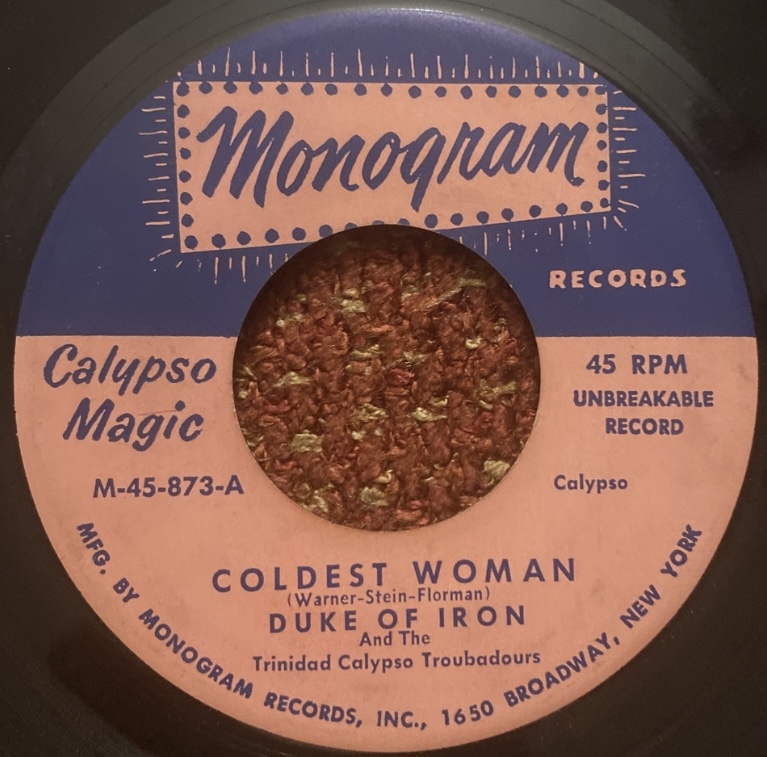 Monogram
RECORDS
Calypso
Magic
M-45-873-A
45 RPM
UNBREAKABLE
RECORD
Calypso
COLDEST WOMAN
(Warner-Stein-Florman)
DUKE OF IRON
And The
Trinidad Calypso Troubadours
MFG. BY MONOGRAM RECORDS, INC., 1650 BROADWAY, NEW YORK